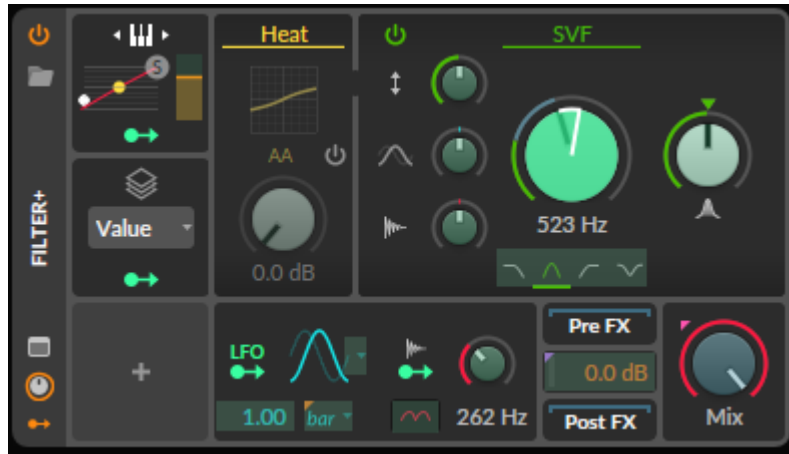 FILTER+
S
Value
Heat
AA
0.0 dB
SVF
523 Hz
LFO
1.00 bar
262 Hz
Pre FX
0.0 dB
Post FX
Mix